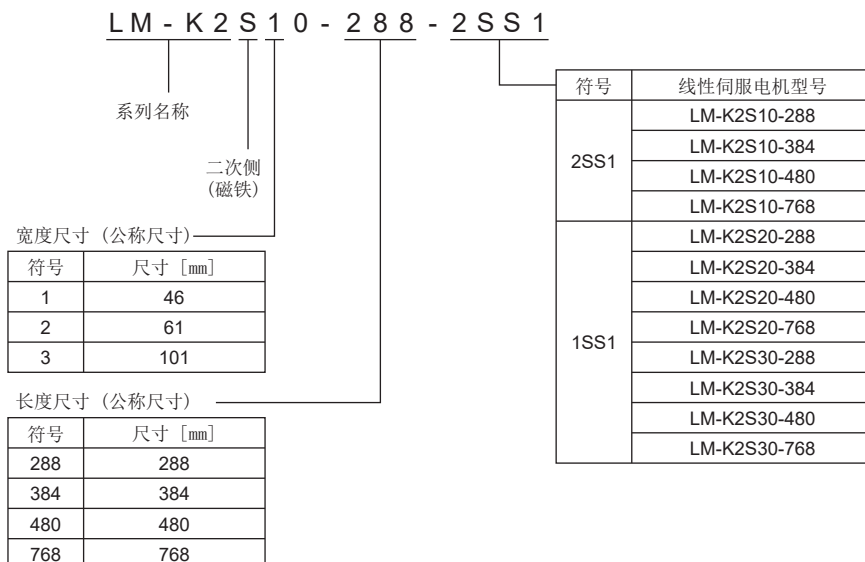 LM-K2S10-288-2SS1
系列名称
二次侧
(磁铁)
宽度尺寸 (公称尺寸)
符号 尺寸 [mm]
1 46
2 61
3 101
长度尺寸 (公称尺寸)
符号 尺寸 [mm]
288 288
384 384
480 480
768 768
符号 线性伺服电机型号
2SS1
LM-K2S10-288
LM-K2S10-384
LM-K2S10-480
LM-K2S10-768
1SS1
LM-K2S20-288
LM-K2S20-384
LM-K2S20-480
LM-K2S20-768
LM-K2S30-288
LM-K2S30-384
LM-K2S30-480
LM-K2S30-768